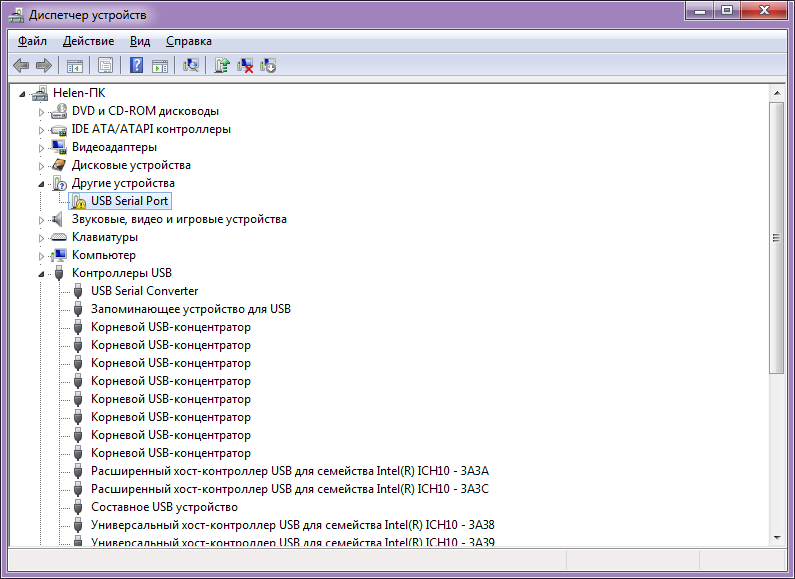 Диспетчер устройств
Файл Действие Вид Справка
Helen-ПК
DVD и CD-ROM дисководы
IDE ATA/ATAPI контроллеры
Видеоадаптеры
Дисковые устройства
Другие устройства
USB Serial Port
Звуковые, видео и игровые устройства
Клавиатуры
Компьютер
Контроллеры USB
USB Serial Converter
Запоминающее устройство для USB
Корневой USB-концентратор
Корневой USB-концентратор
Корневой USB-концентратор
Корневой USB-концентратор
Корневой USB-концентратор
Корневой USB-концентратор
Корневой USB-концентратор
Корневой USB-концентратор
Расширенный хост-контроллер USB для семейства Intel(R) ICH10 - 3A3A
Расширенный хост-контроллер USB для семейства Intel(R) ICH10 - 3A3C
Составное USB устройство
Универсальный хост-контроллер USB для семейства Intel(R) ICH10 - 3A38
Универсальный хост-контроллер USB для семейства Intel(R) ICH10 - 3A39